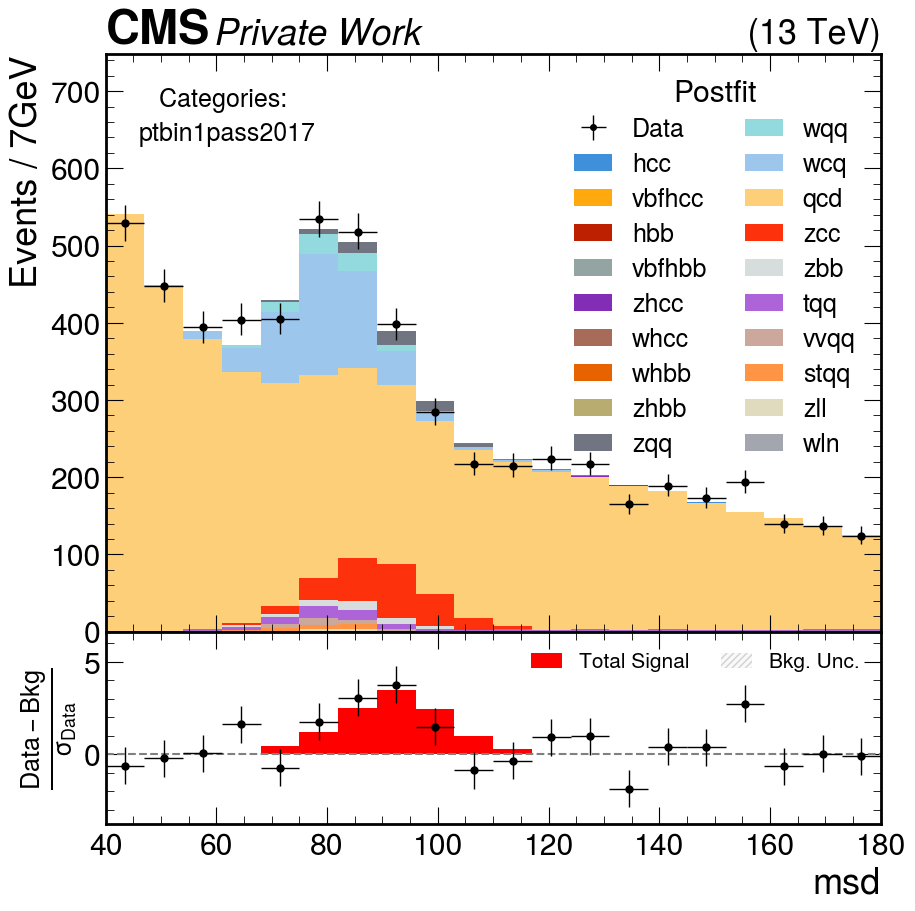 CMS Private Work (13 TeV)
Events / 7GeV
700
600
500
400
300
200
100
0
Categories:
ptbin1pass2017
Postfit
Data
hcc
vbfhcc
hbb
vbfhbb
zhcc
whcc
whbb
zhbb
zqq
wqq
wcq
qcd
zcc
zbb
tqq
vvqq
stqq
zll
wln
Data – Bkg
σData
5
0
Total Signal
Bkg. Unc.
40 60 80 100 120 140 160 180
msd